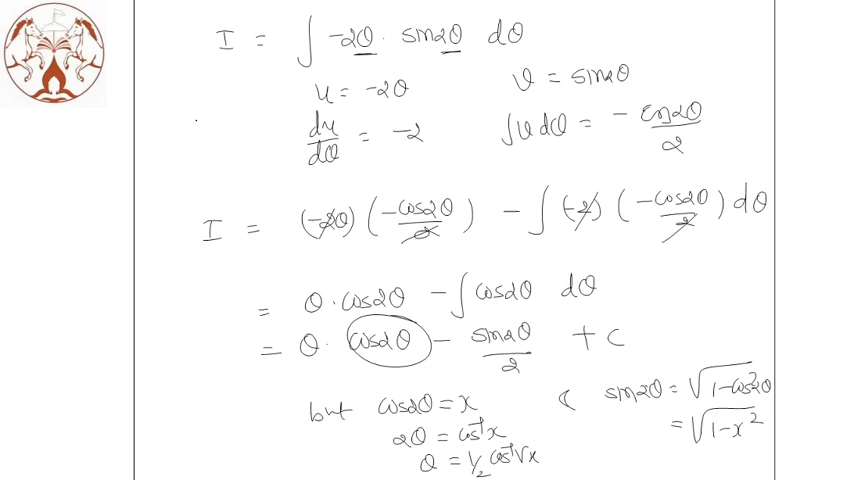 I = ∫ -2θ . sin2θ dθ
u = -2θ v = sin2θ
du/dθ = -2 ∫v dθ = -cos2θ/2
I = (-2θ) (-cos2θ/2) - ∫ (-2) (-cos2θ/2) dθ
= θ . cos2θ - ∫ cos2θ dθ
= θ . cos2θ - sin2θ/2 + c
but cos2θ = x & sin2θ = √1-cos²2θ
2θ = cos⁻¹x = √1-x²
θ = 1/2 cos⁻¹√x